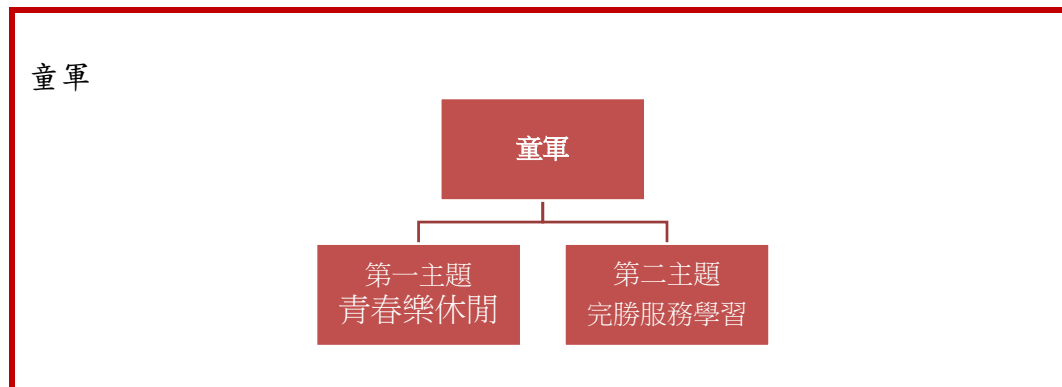 童軍
童軍
第一主題
青春樂休閒
第二主題
完勝服務學習